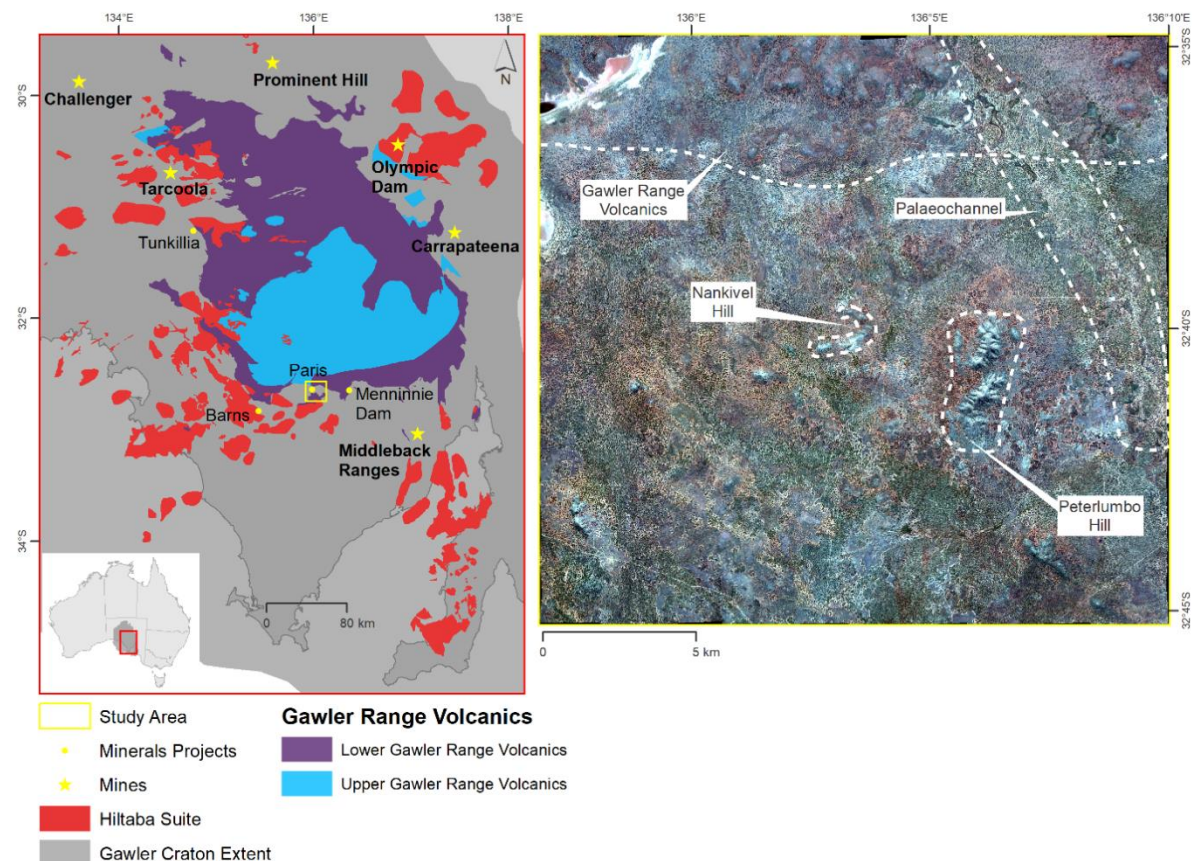 134°E
136°E
138°E
30°S
32°S
34°S
N
Prominent Hill
Challenger
Olympic
Dam
Tarcoola
Tunkillia
Carrapateena
Paris
Menninnie
Dam
Barns
Middleback
Ranges
0
80 km
136°E
136°5'E
136°10'E
32°35'S
32°40'S
32°45'S
Gawler Range
Volcanics
Palaeochannel
Nankivel
Hill
Peterlumbo
Hill
0
5 km
Study Area
Minerals Projects
Mines
Hiltaba Suite
Gawler Craton Extent
Gawler Range Volcanics
Lower Gawler Range Volcanics
Upper Gawler Range Volcanics